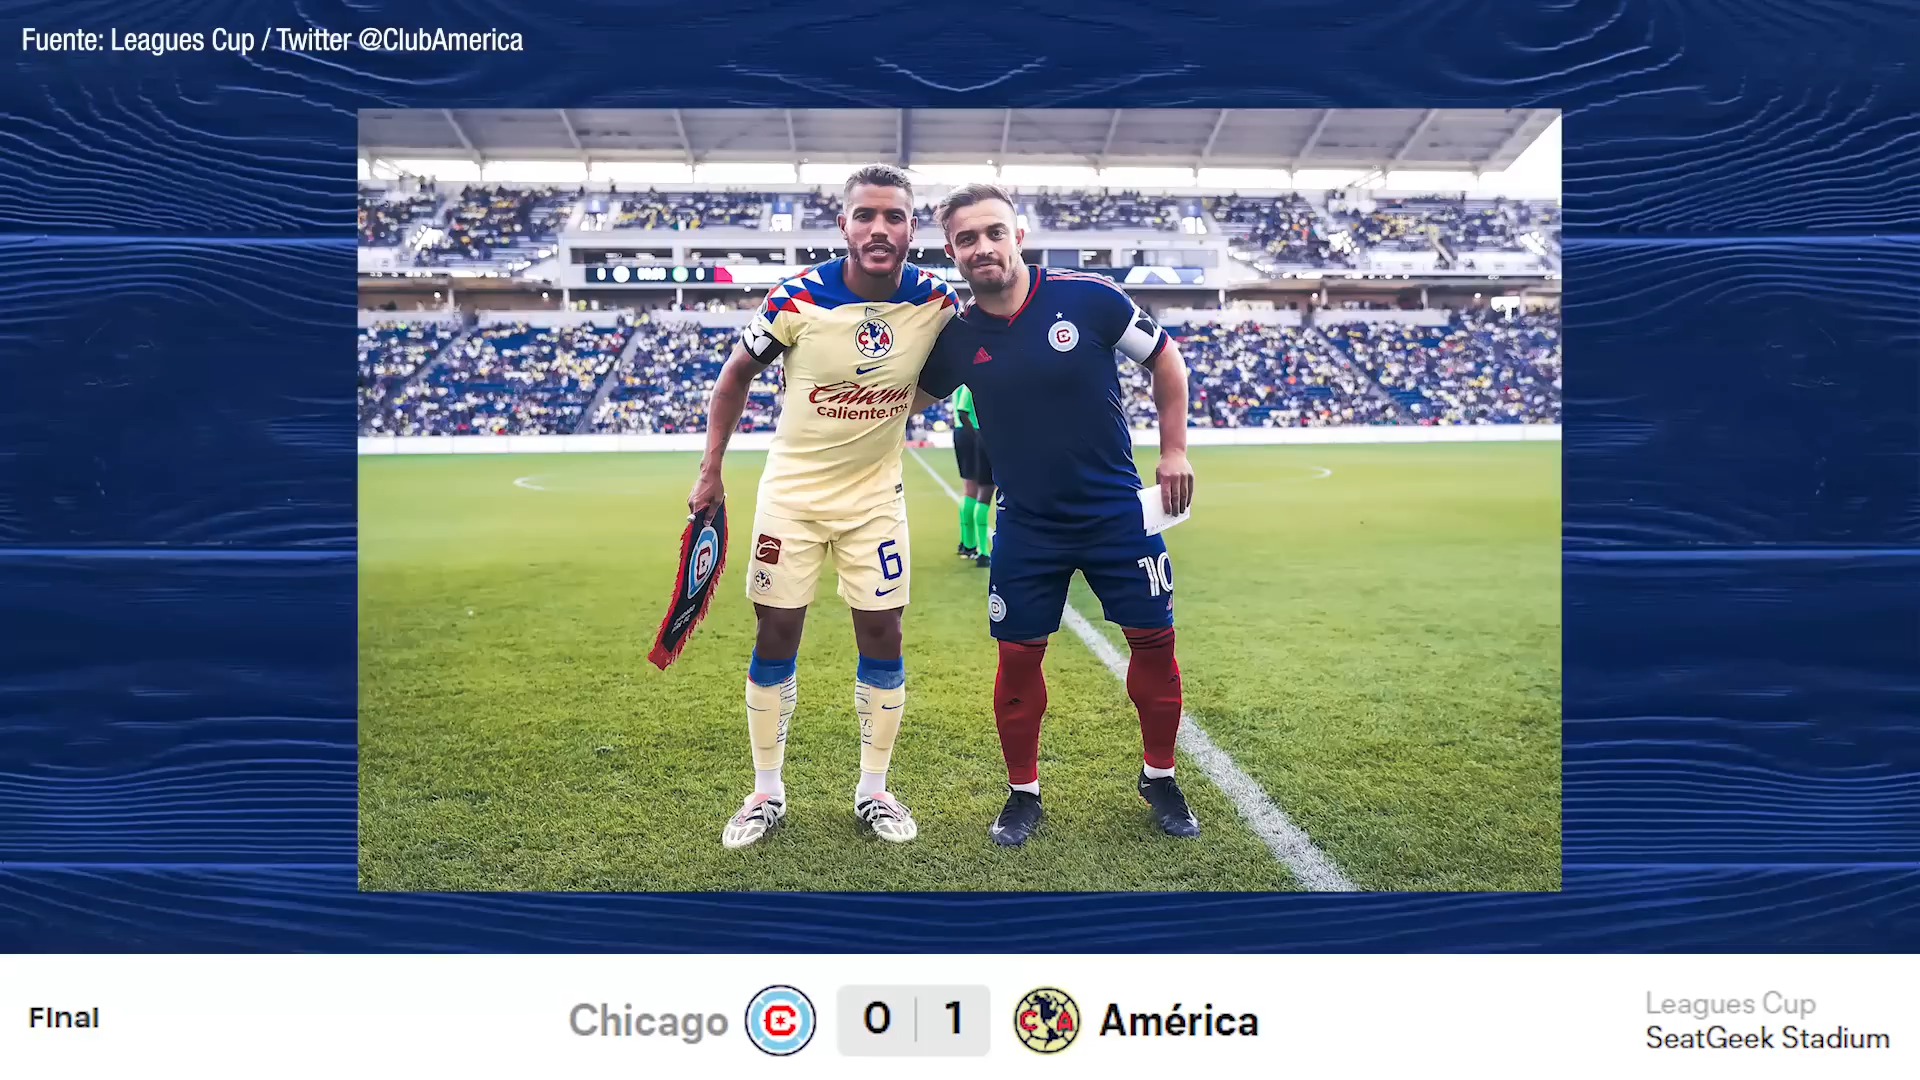 Fuente: Leagues Cup / Twitter @ClubAmerica
Caliente
caliente.mx
6
10
FInal
Chicago
0 1
América
Leagues Cup
SeatGeek Stadium